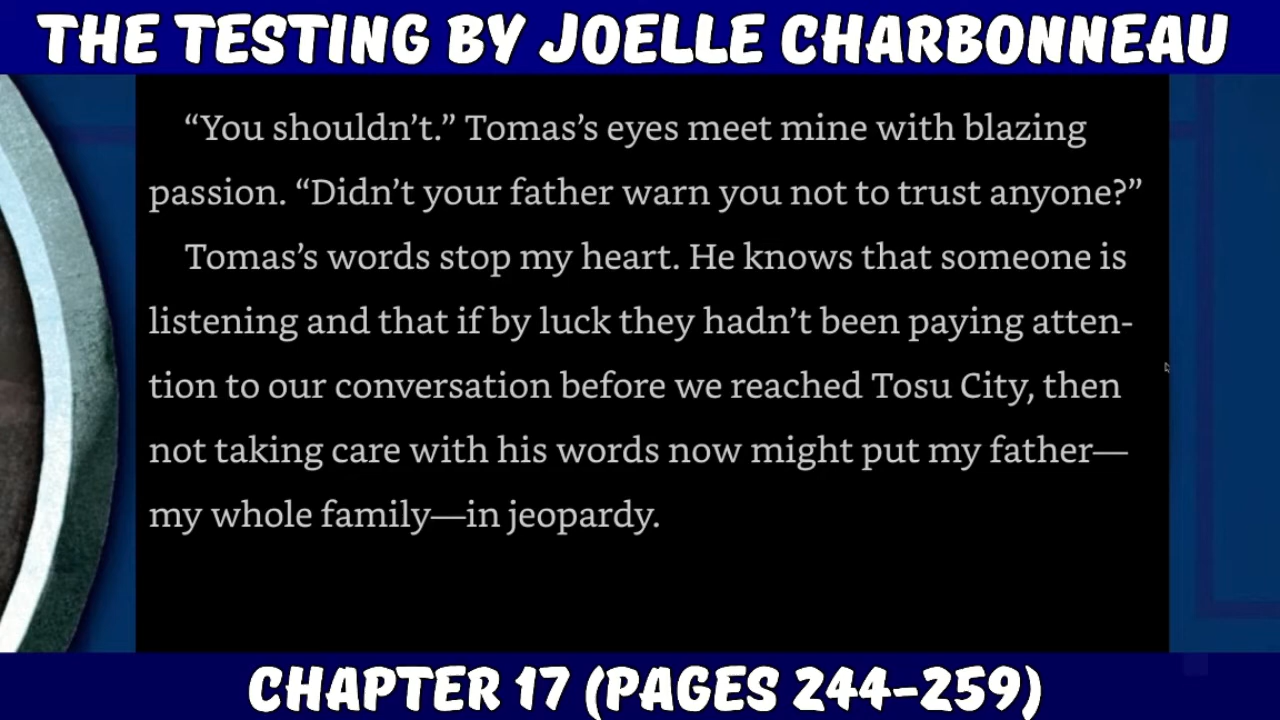 THE TESTING BY JOELLE CHARBONNEAU
“You shouldn’t.” Tomas’s eyes meet mine with blazing
passion. “Didn’t your father warn you not to trust anyone?”
Tomas’s words stop my heart. He knows that someone is
listening and that if by luck they hadn’t been paying atten-
tion to our conversation before we reached Tosu City, then
not taking care with his words now might put my father—
my whole family—in jeopardy.
CHAPTER 17 (PAGES 244-259)